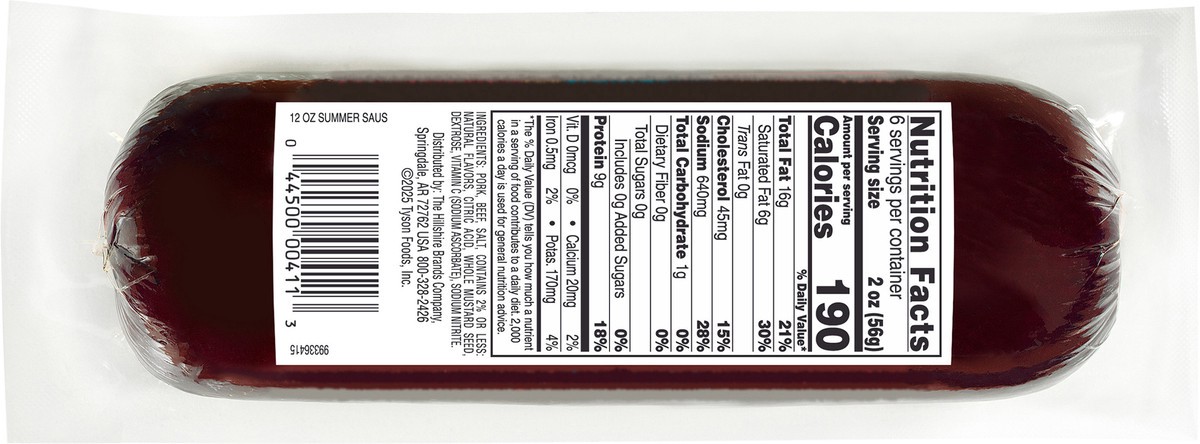 Nutrition Facts
6 servings per container
Serving size 2 oz (56g)
Amount per serving
Calories 190
% Daily Value*
Total Fat 16g 21%
Saturated Fat 6g 30%
Trans Fat 0g
Cholesterol 45mg 15%
Sodium 640mg 28%
Total Carbohydrate 1g 0%
Dietary Fiber 0g 0%
Total Sugars 0g
Includes 0g Added Sugars 0%
Protein 9g 18%
Vit. D 0mcg 0% • Calcium 20mg 2%
Iron 0.5mg 2% • Potas. 170mg 4%
*The % Daily Value (DV) tells you how much a nutrient
in a serving of food contributes to a daily diet. 2,000
calories a day is used for general nutrition advice.
INGREDIENTS: PORK, BEEF, SALT, CONTAINS 2% OR LESS:
NATURAL FLAVORS, CITRIC ACID, WHOLE MUSTARD SEED,
DEXTROSE, VITAMIN C (SODIUM ASCORBATE), SODIUM NITRITE.
Distributed by: The Hillshire Brands Company,
Springdale, AR 72762 USA 800-328-2426
©2025 Tyson Foods, Inc.
12 OZ SUMMER SAUS
0 44500 00411 3
99336415